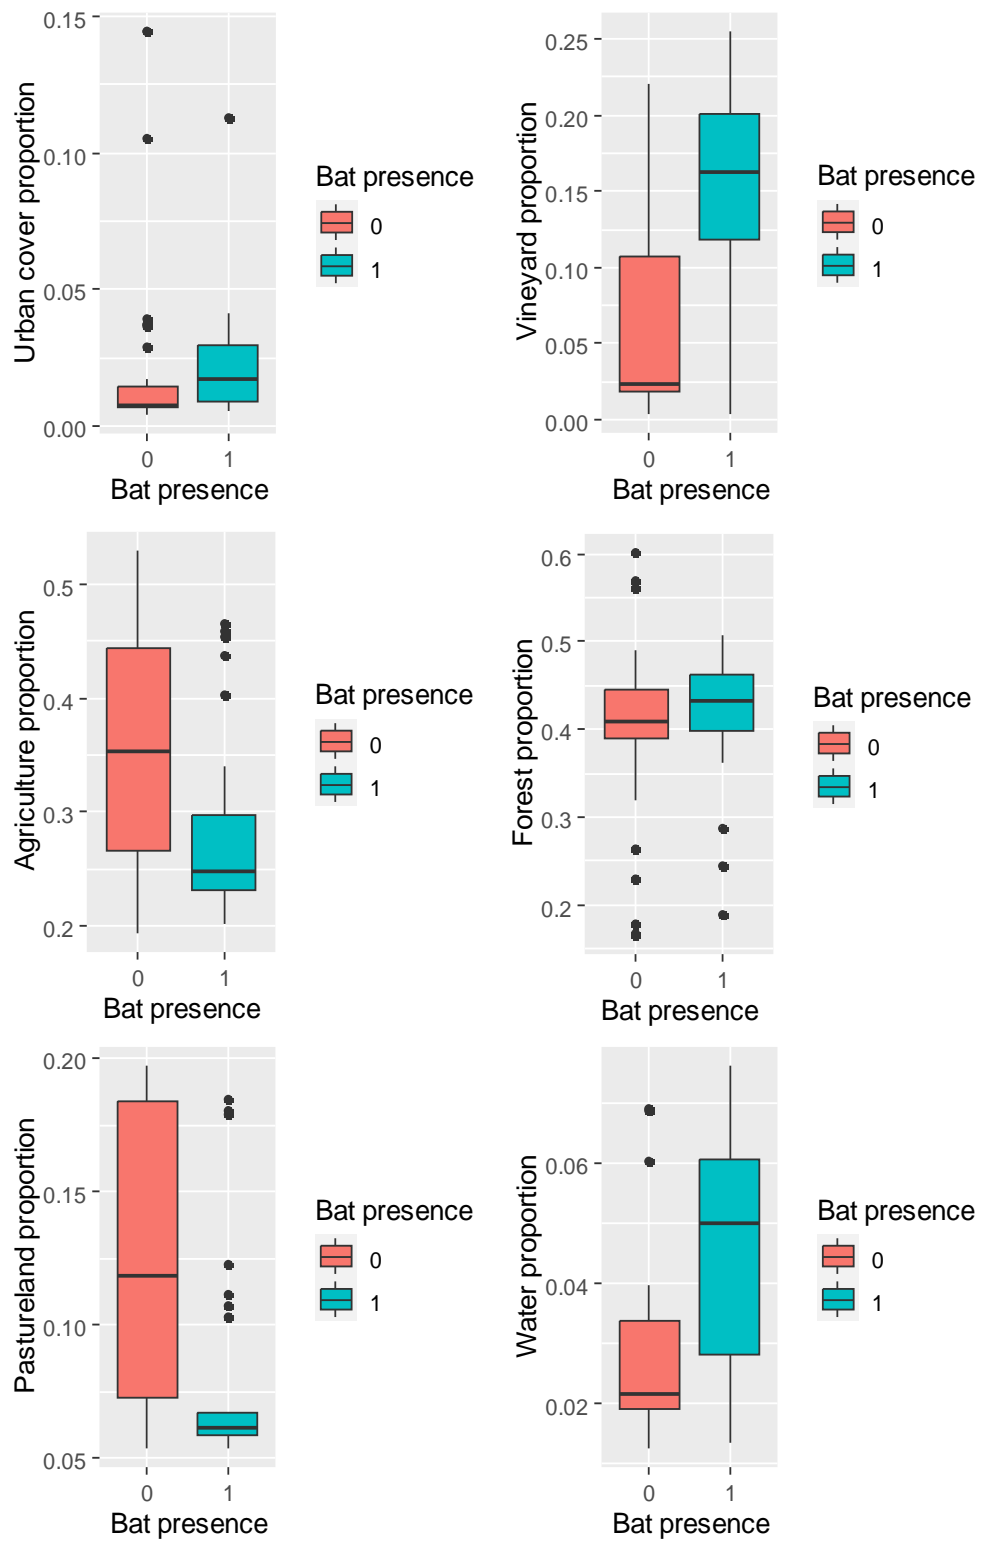 Urban cover proportion
0.15
0.10
0.05
0.00
0
1
Bat presence
Bat presence
0
1
Vineyard proportion
0.25
0.20
0.15
0.10
0.05
0.00
0
1
Bat presence
Bat presence
0
1
Agriculture proportion
0.5
0.4
0.3
0.2
0
1
Bat presence
Bat presence
0
1
Forest proportion
0.6
0.5
0.4
0.3
0.2
0
1
Bat presence
Bat presence
0
1
Pastureland proportion
0.20
0.15
0.10
0.05
0
1
Bat presence
Bat presence
0
1
Water proportion
0.06
0.04
0.02
0
1
Bat presence
Bat presence
0
1